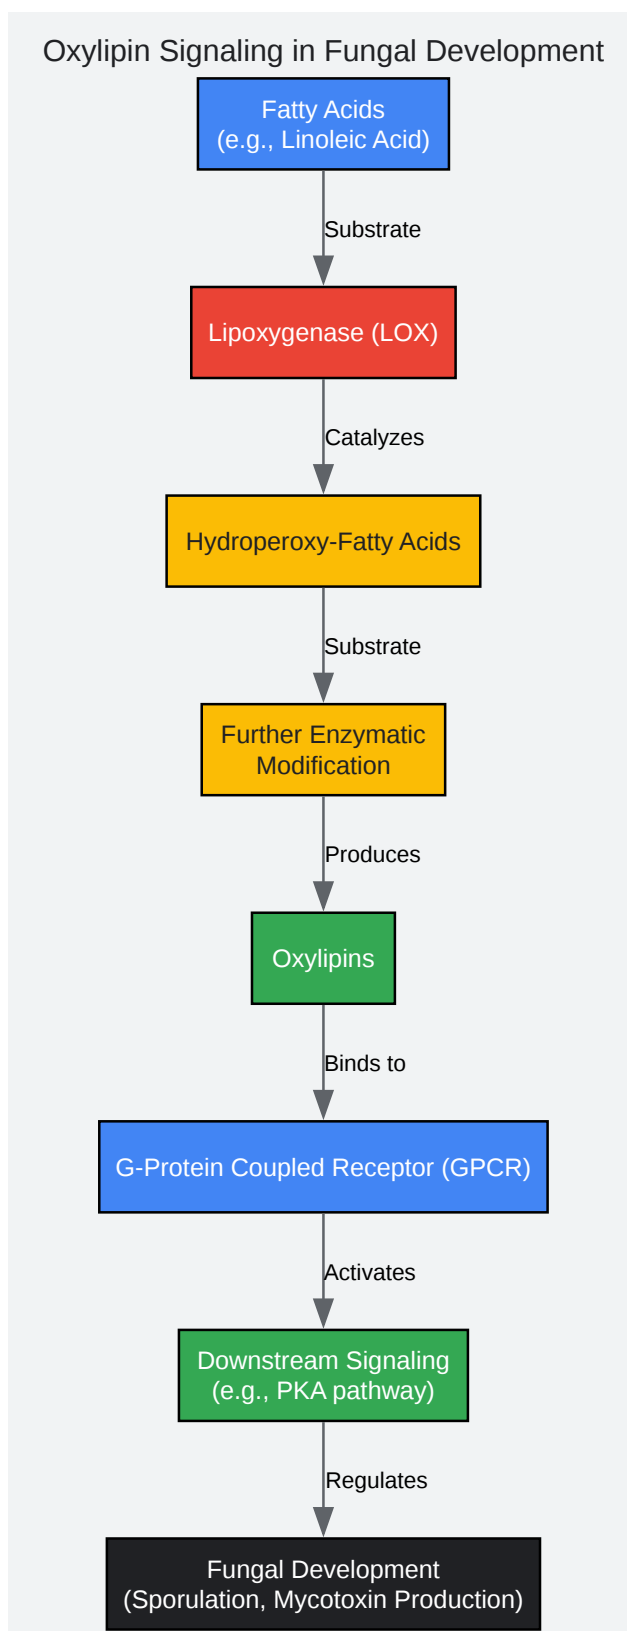 Oxylipin Signaling in Fungal Development
Fatty Acids
(e.g., Linoleic Acid)
Substrate
Lipoxygenase (LOX)
Catalyzes
Hydroperoxy-Fatty Acids
Substrate
Further Enzymatic
Modification
Produces
Oxylipins
Binds to
G-Protein Coupled Receptor (GPCR)
Activates
Downstream Signaling
(e.g., PKA pathway)
Regulates
Fungal Development
(Sporulation, Mycotoxin Production)